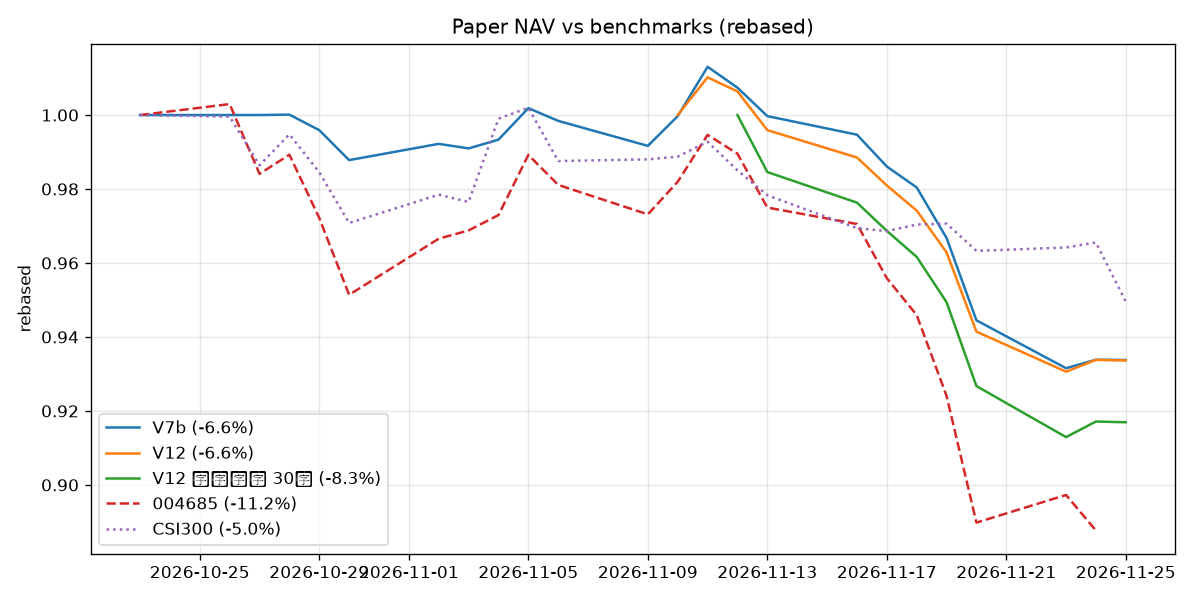 Paper NAV vs benchmarks (rebased)
rebased
1.00
0.98
0.96
0.94
0.92
0.90
V7b (-6.6%)
V12 (-6.6%)
V12 30 (-8.3%)
004685 (-11.2%)
CSI300 (-5.0%)
2026-10-25 2026-10-29 2026-11-01 2026-11-05 2026-11-09 2026-11-13 2026-11-17 2026-11-21 2026-11-25